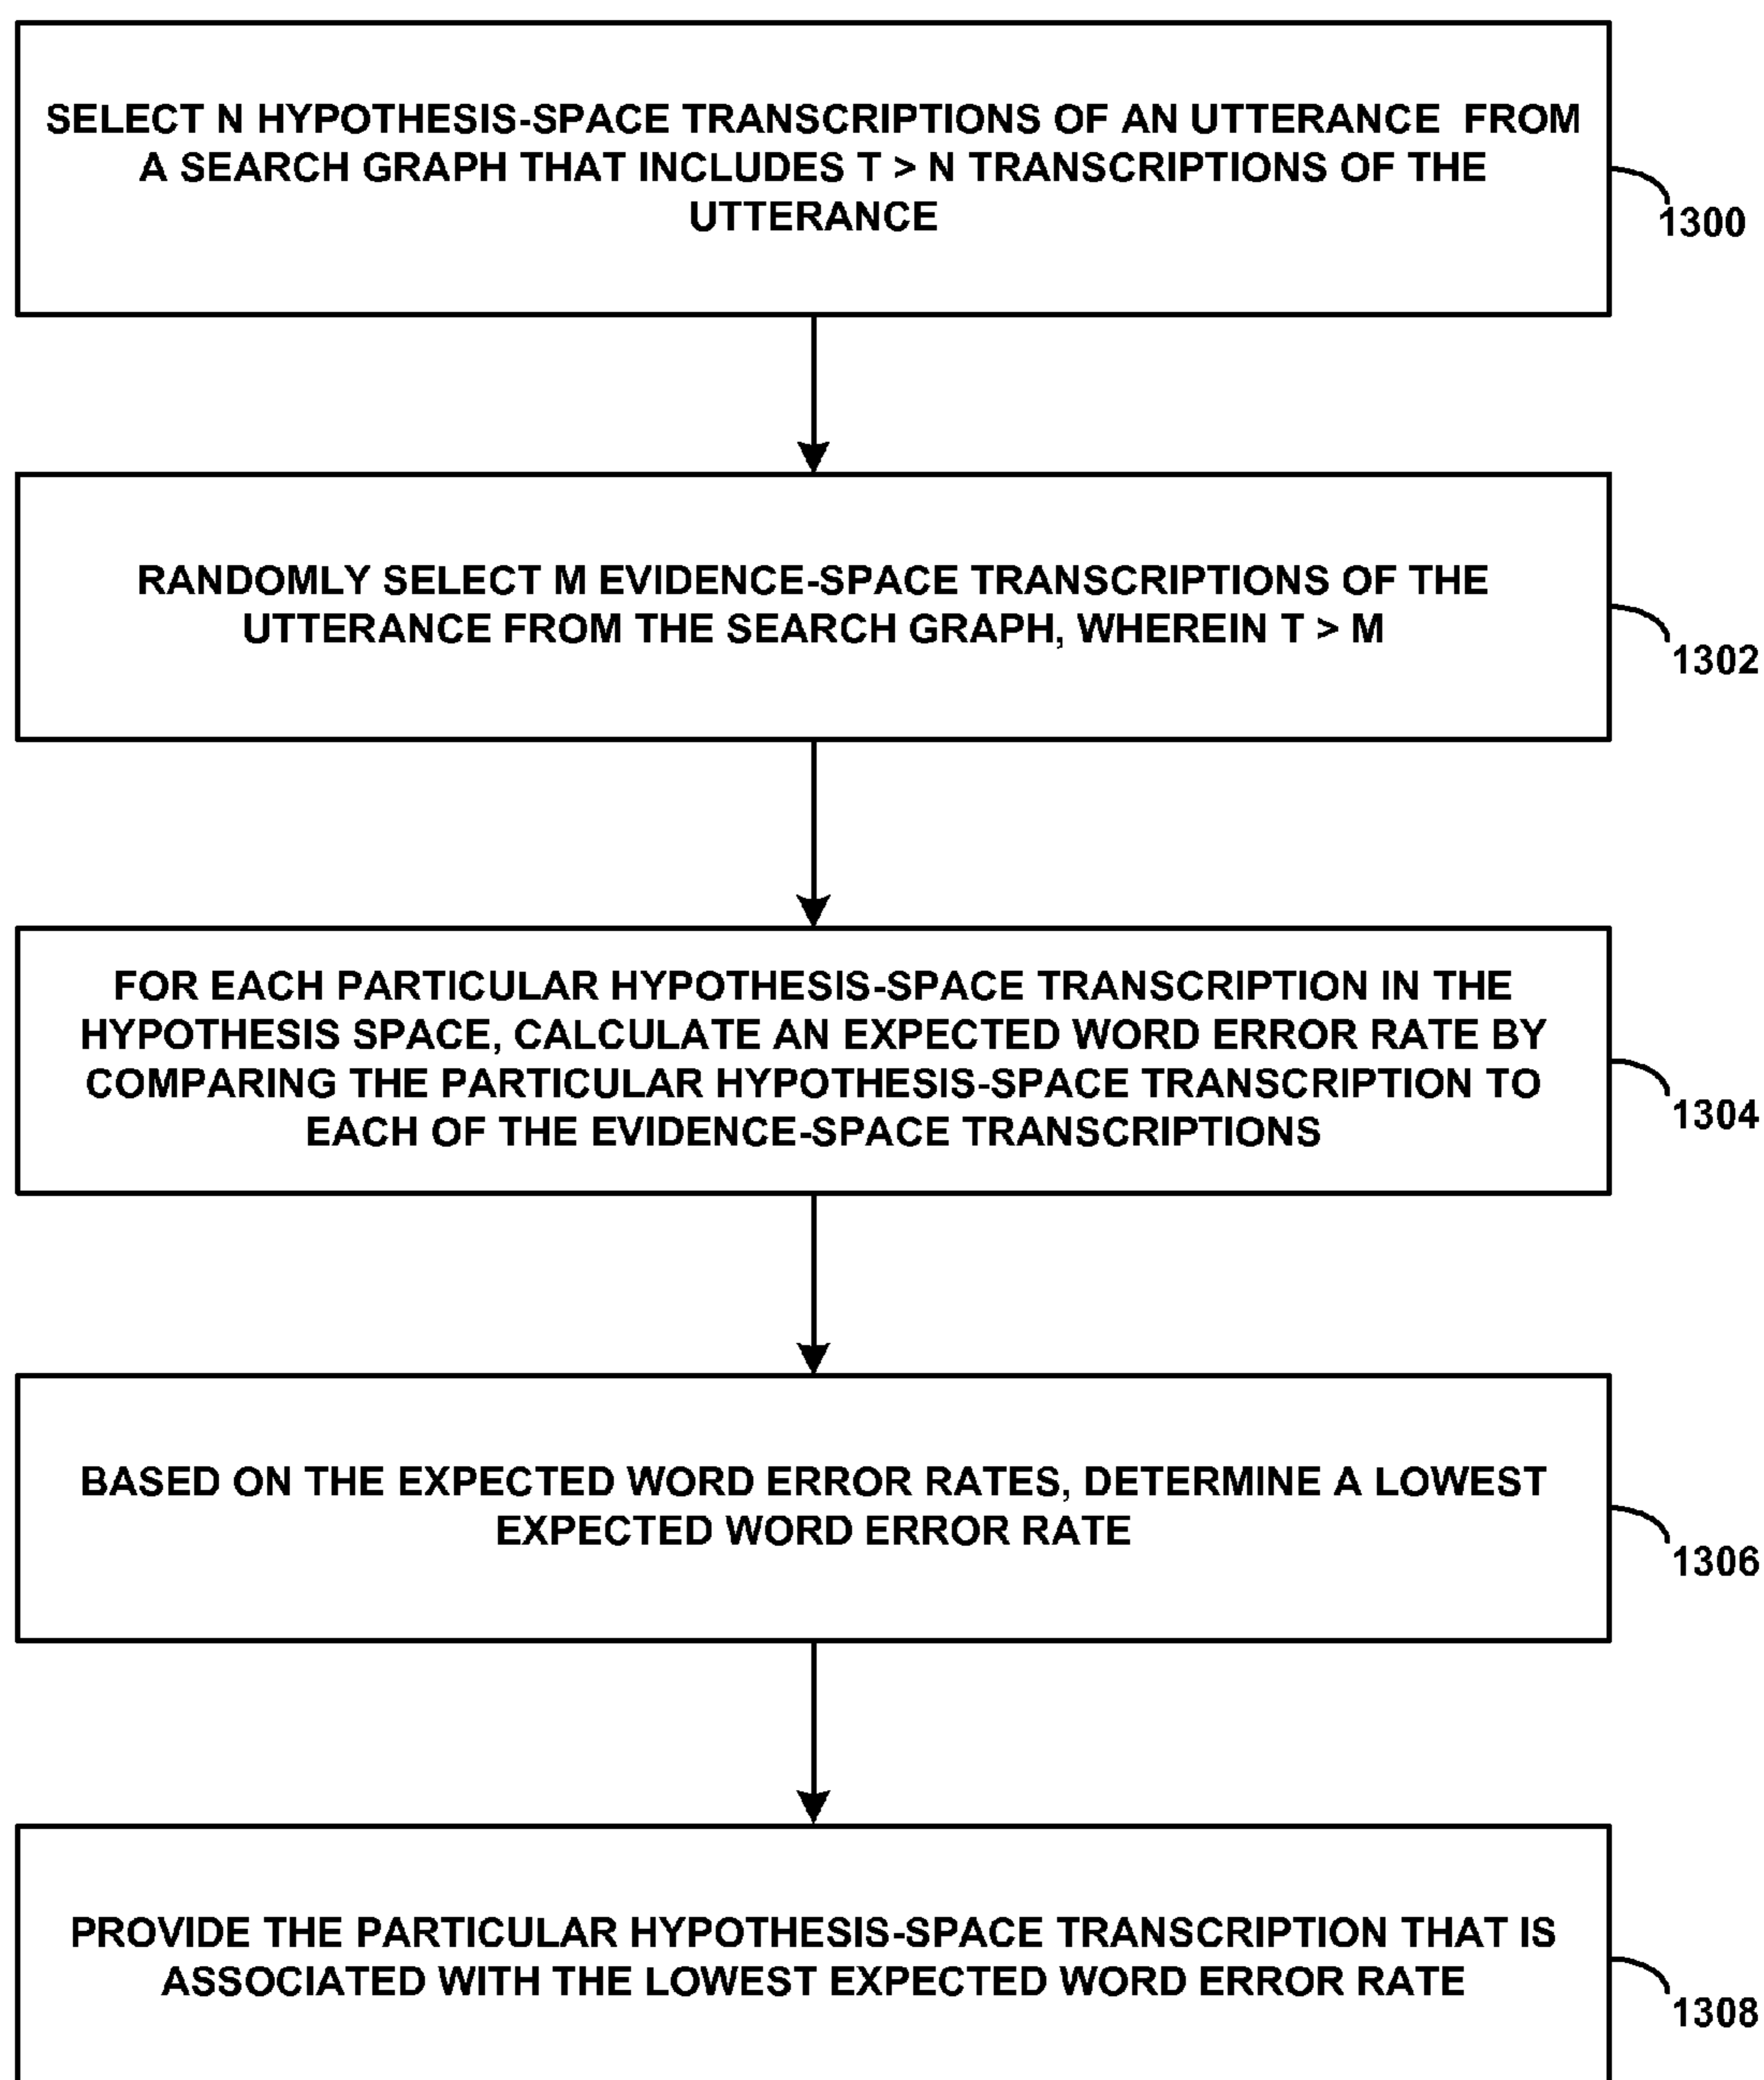 SELECT N HYPOTHESIS-SPACE TRANSCRIPTIONS OF AN UTTERANCE FROM
A SEARCH GRAPH THAT INCLUDES T > N TRANSCRIPTIONS OF THE
UTTERANCE
1300
RANDOMLY SELECT M EVIDENCE-SPACE TRANSCRIPTIONS OF THE
UTTERANCE FROM THE SEARCH GRAPH, WHEREIN T > M
1302
FOR EACH PARTICULAR HYPOTHESIS-SPACE TRANSCRIPTION IN THE
HYPOTHESIS SPACE, CALCULATE AN EXPECTED WORD ERROR RATE BY
COMPARING THE PARTICULAR HYPOTHESIS-SPACE TRANSCRIPTION TO
EACH OF THE EVIDENCE-SPACE TRANSCRIPTIONS
1304
BASED ON THE EXPECTED WORD ERROR RATES, DETERMINE A LOWEST
EXPECTED WORD ERROR RATE
1306
PROVIDE THE PARTICULAR HYPOTHESIS-SPACE TRANSCRIPTION THAT IS
ASSOCIATED WITH THE LOWEST EXPECTED WORD ERROR RATE
1308